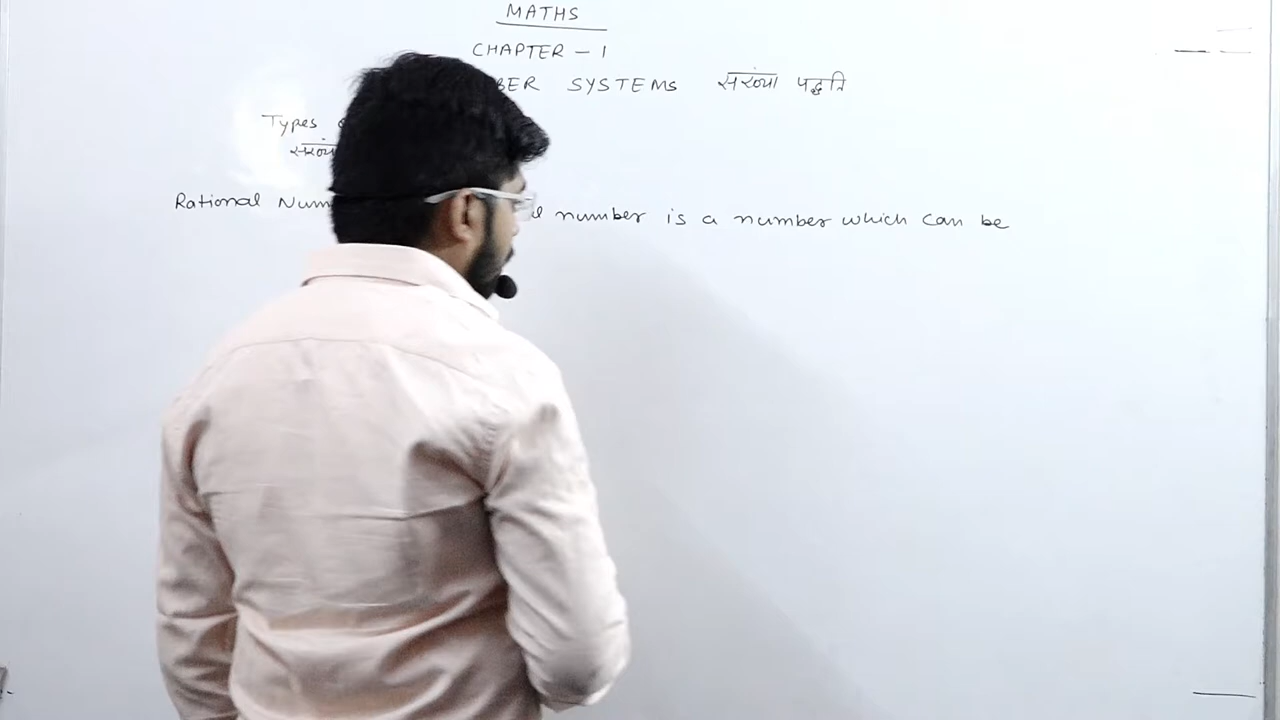 MATHS
CHAPTER - 1
BER SYSTEMS संख्या पद्धति
Types
Rational Num number is a number which can be